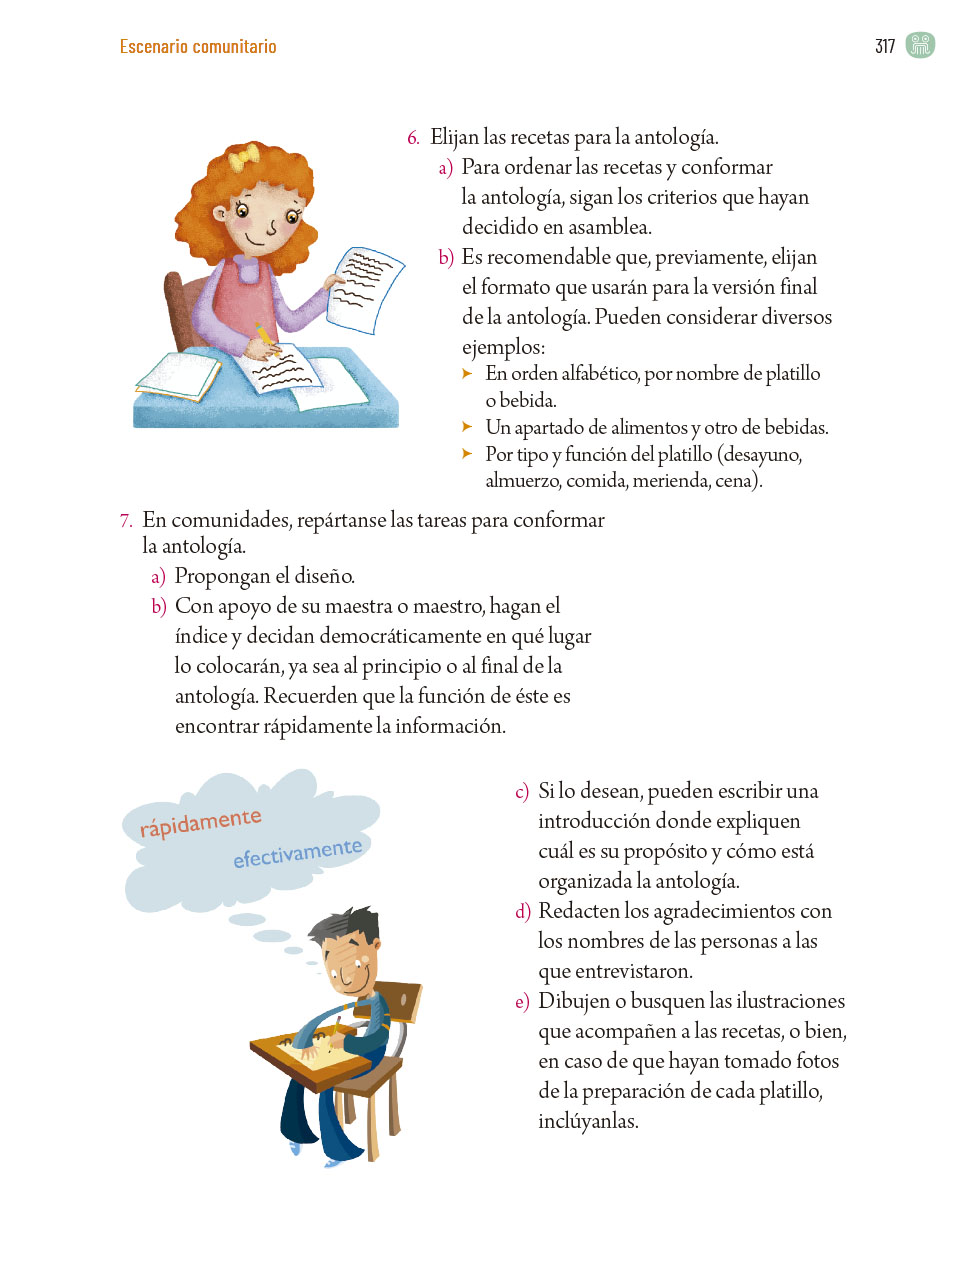 Escenario comunitario
317
6. Elijan las recetas para la antología.
a) Para ordenar las recetas y conformar
la antología, sigan los criterios que hayan
decidido en asamblea.
b) Es recomendable que, previamente, elijan
el formato que usarán para la versión final
de la antología. Pueden considerar diversos
ejemplos:
➤ En orden alfabético, por nombre de platillo
o bebida.
➤ Un apartado de alimentos y otro de bebidas.
➤ Por tipo y función del platillo (desayuno,
almuerzo, comida, merienda, cena).
7. En comunidades, repártanse las tareas para conformar
la antología.
a) Propongan el diseño.
b) Con apoyo de su maestra o maestro, hagan el
índice y decidan democráticamente en qué lugar
lo colocarán, ya sea al principio o al final de la
antología. Recuerden que la función de éste es
encontrar rápidamente la información.
rápidamente
efectivamente
c) Si lo desean, pueden escribir una
introducción donde expliquen
cuál es su propósito y cómo está
organizada la antología.
d) Redacten los agradecimientos con
los nombres de las personas a las
que entrevistaron.
e) Dibujen o busquen las ilustraciones
que acompañen a las recetas, o bien,
en caso de que hayan tomado fotos
de la preparación de cada platillo,
inclúyanlas.